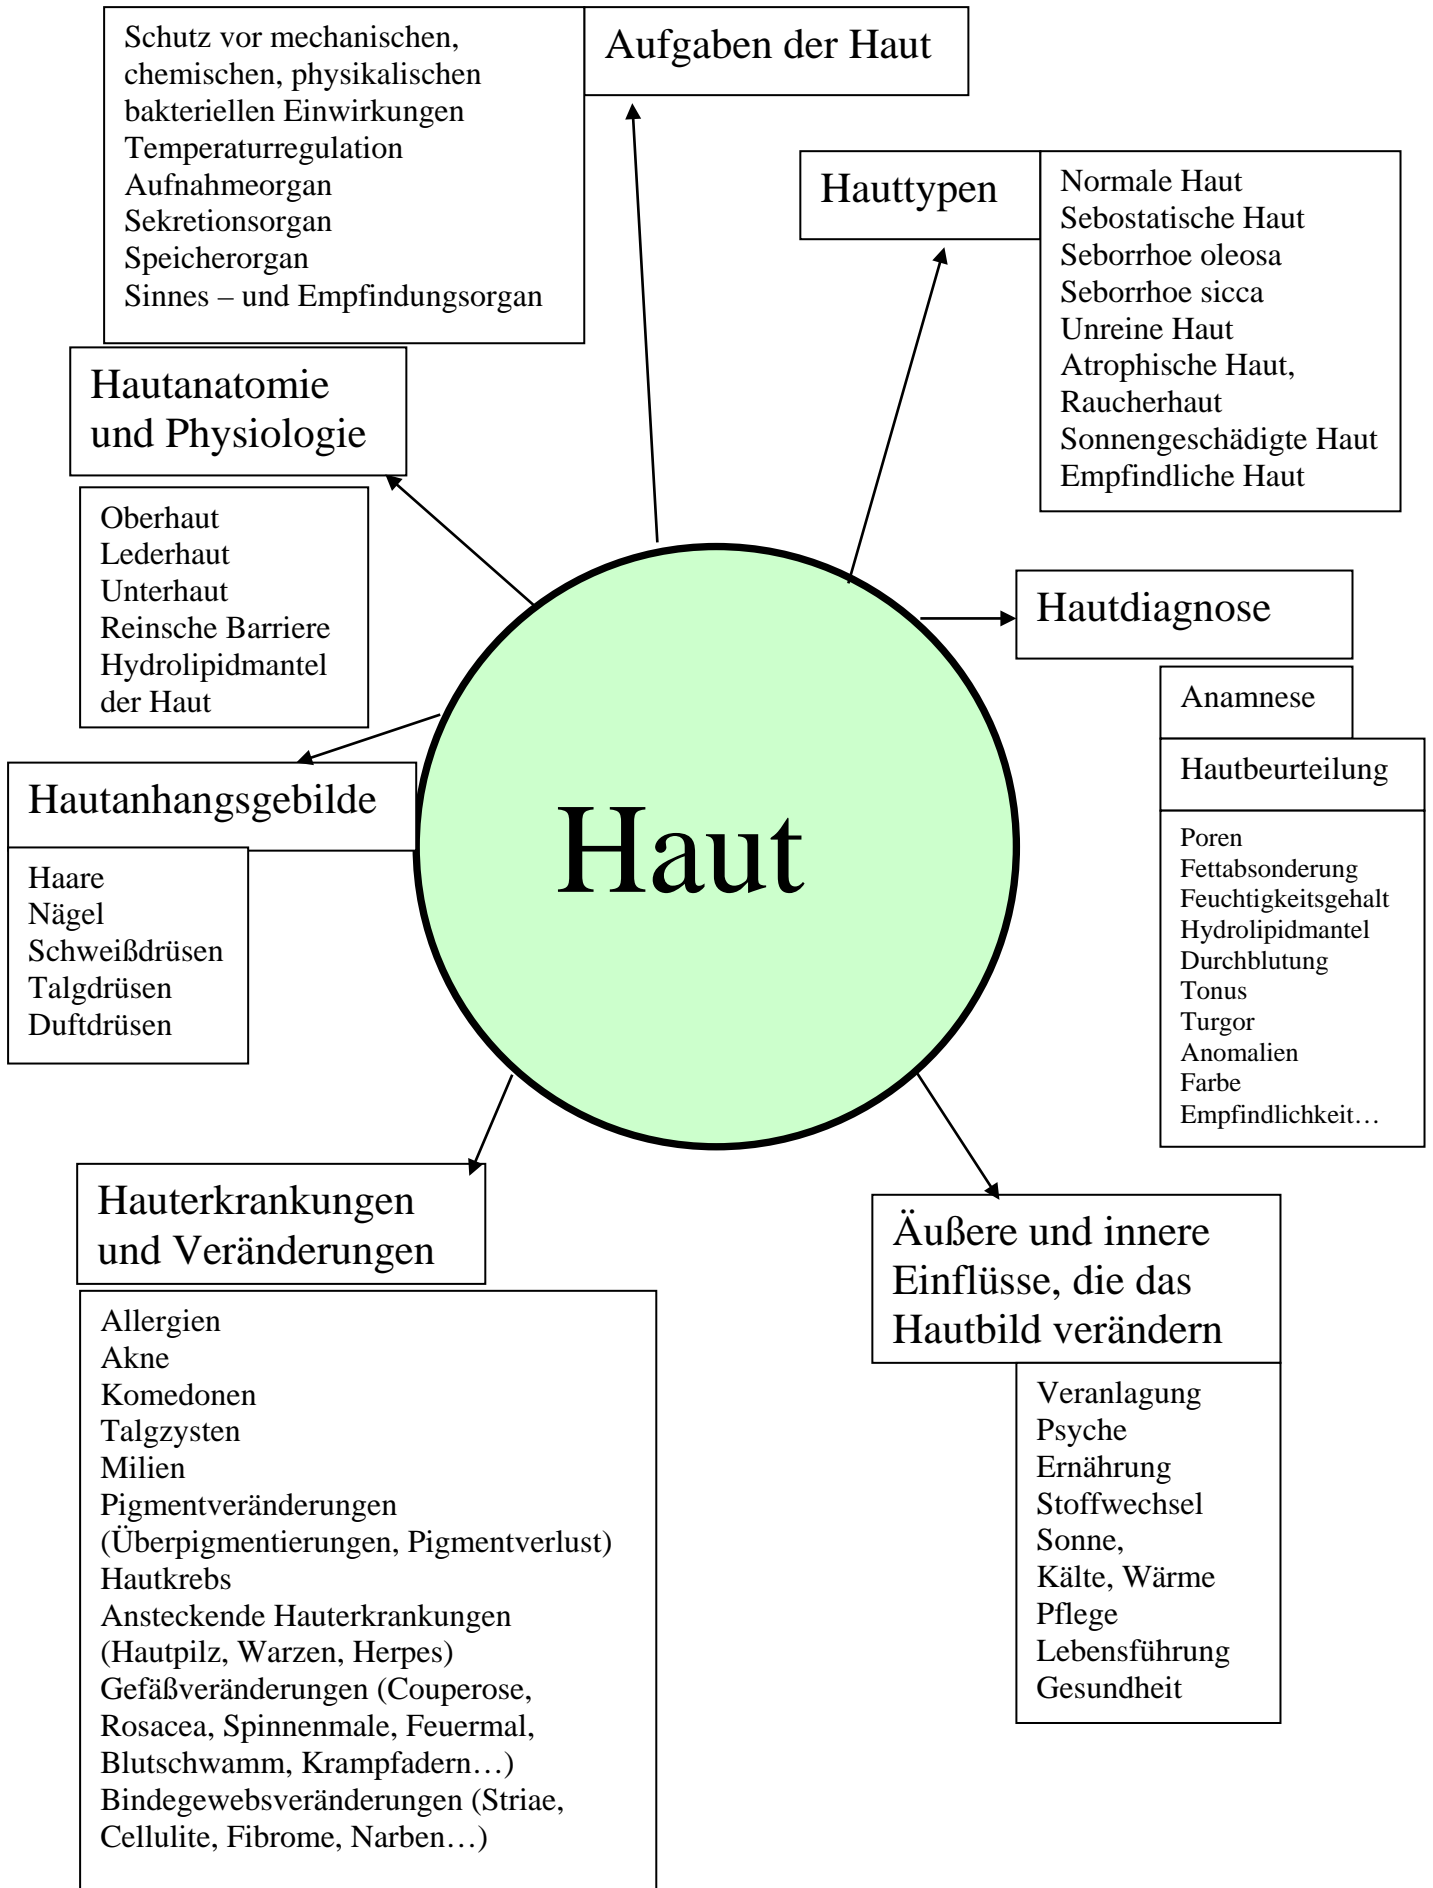 Schutz vor mechanischen,
chemischen, physikalischen
bakteriellen Einwirkungen
Temperaturregulation
Aufnahmeorgan
Sekretionsorgan
Speicherorgan
Sinnes – und Empfindungsorgan
Aufgaben der Haut
Hauttypen
Normale Haut
Sebostatische Haut
Seborrhoe oleosa
Seborrhoe sicca
Unreine Haut
Atrophische Haut,
Raucherhaut
Sonnengeschädigte Haut
Empfindliche Haut
Hautanatomie
und Physiologie
Oberhaut
Lederhaut
Unterhaut
Reinsche Barriere
Hydrolipidmantel
der Haut
Hautdiagnose
Anamnese
Hautbeurteilung
Poren
Fettabsonderung
Feuchtigkeitsgehalt
Hydrolipidmantel
Durchblutung
Tonus
Turgor
Anomalien
Farbe
Empfindlichkeit…
Hautanhangsgebilde
Haare
Nägel
Schweißdrüsen
Talgdrüsen
Duftdrüsen
Haut
Hauterkrankungen
und Veränderungen
Allergien
Akne
Komedonen
Talgzysten
Milien
Pigmentveränderungen
(Überpigmentierungen, Pigmentverlust)
Hautkrebs
Ansteckende Hauterkrankungen
(Hautpilz, Warzen, Herpes)
Gefäßveränderungen (Couperose,
Rosacea, Spinnenmale, Feuermal,
Blutschwamm, Krampfadern…)
Bindegewebsveränderungen (Striae,
Cellulite, Fibrome, Narben…)
Äußere und innere
Einflüsse, die das
Hautbild verändern
Veranlagung
Psyche
Ernährung
Stoffwechsel
Sonne,
Kälte, Wärme
Pflege
Lebensführung
Gesundheit